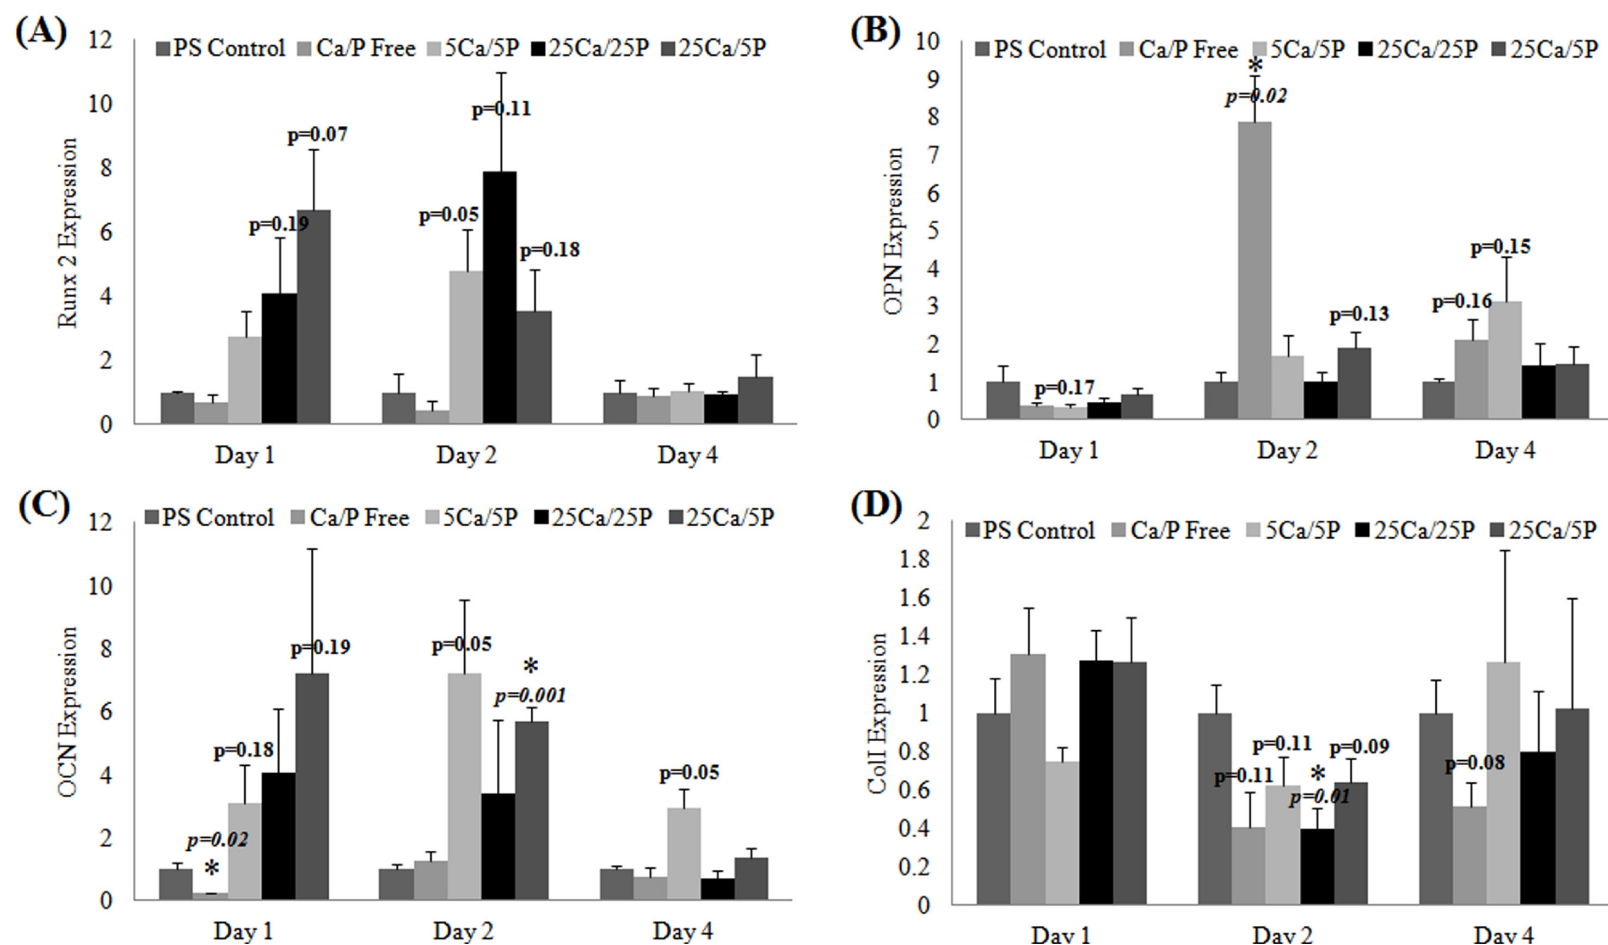 (A)
12
PS Control Ca/P Free 5Ca/5P 25Ca/25P 25Ca/5P
10
8
6
4
2
0
Runx 2 Expression
p=0.07
p=0.19
p=0.11
p=0.05
p=0.18
Day 1 Day 2 Day 4
(B)
10
PS Control Ca/P Free 5Ca/5P 25Ca/25P 25Ca/5P
9
8
7
6
5
4
3
2
1
0
OPN Expression
*
p=0.02
p=0.17
p=0.13
p=0.16
p=0.15
Day 1 Day 2 Day 4
(C)
12
PS Control Ca/P Free 5Ca/5P 25Ca/25P 25Ca/5P
10
8
6
4
2
0
OCN Expression
p=0.02
*
p=0.18
p=0.19
p=0.05
*
p=0.001
p=0.05
Day 1 Day 2 Day 4
(D)
2
PS Control Ca/P Free 5Ca/5P 25Ca/25P 25Ca/5P
1.8
1.6
1.4
1.2
1
0.8
0.6
0.4
0.2
0
ColI Expression
p=0.11
p=0.11
*
p=0.01
p=0.09
p=0.08
Day 1 Day 2 Day 4